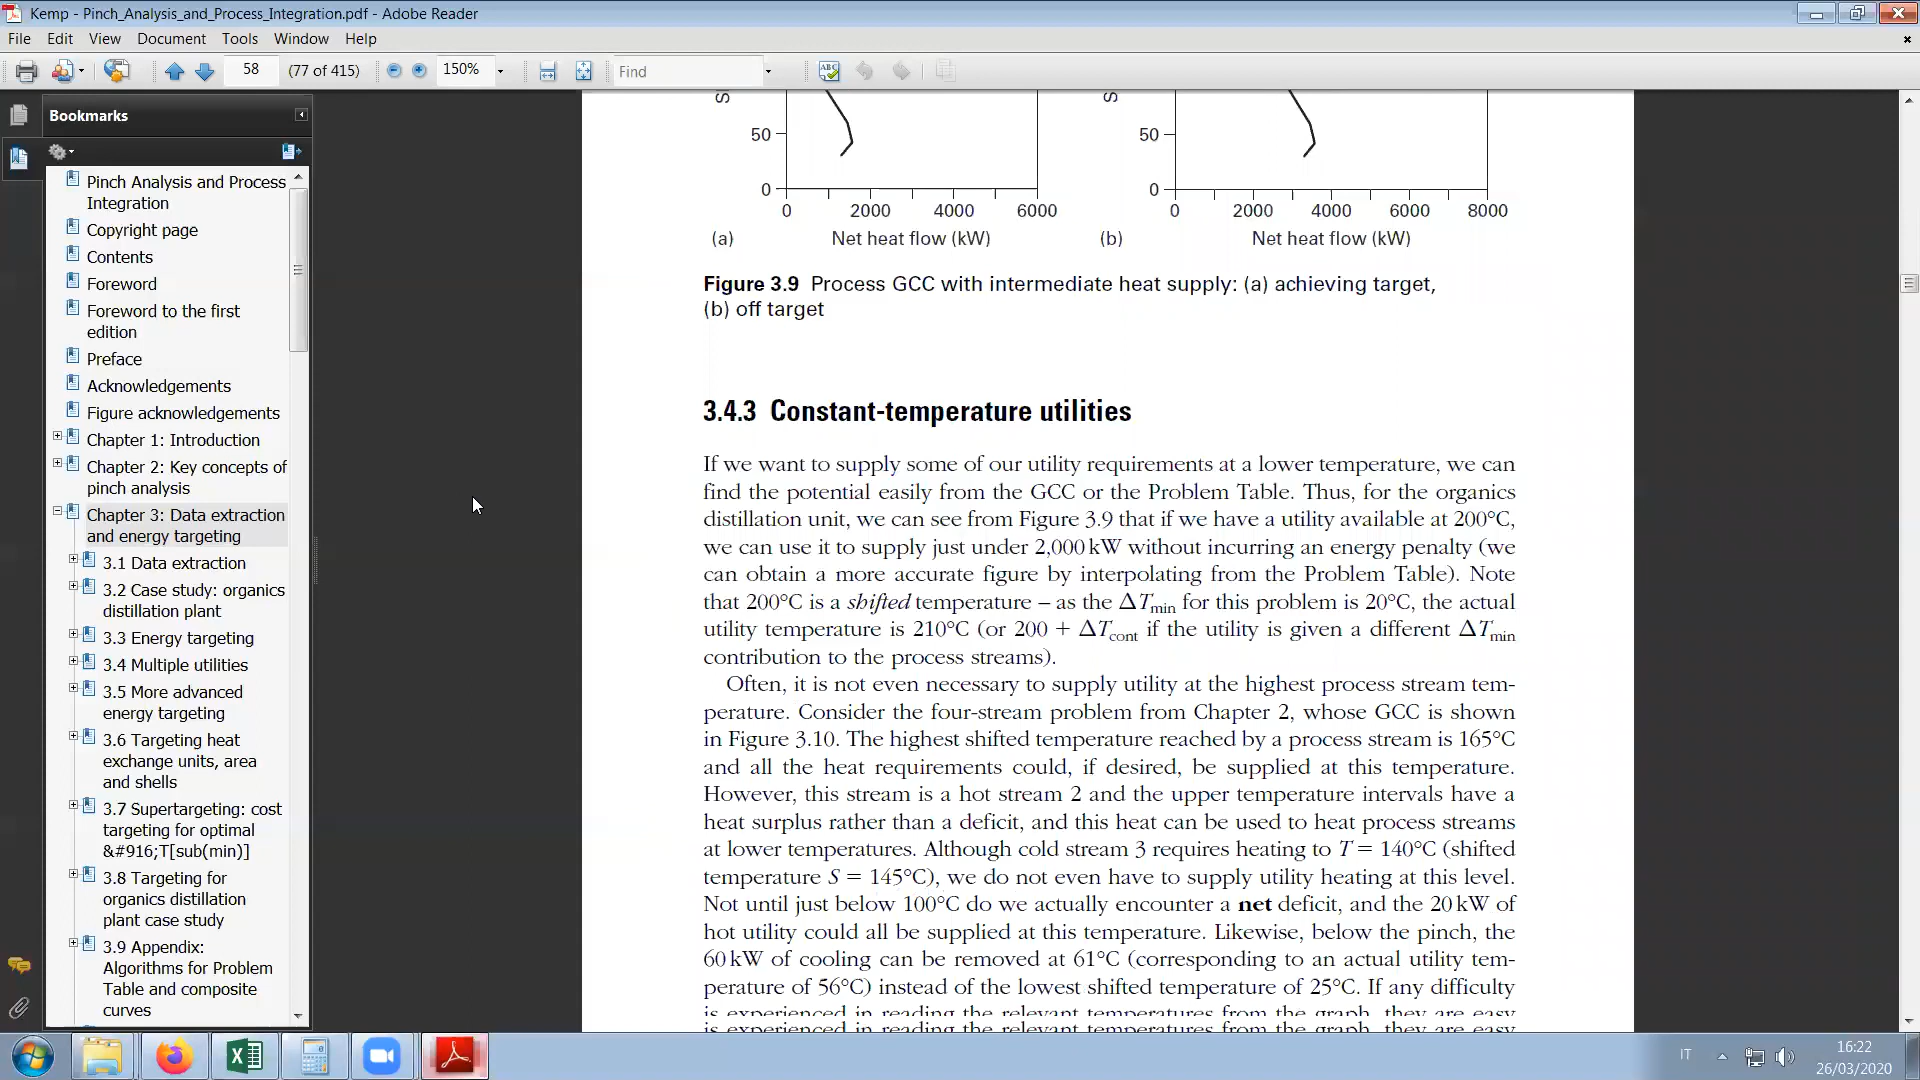 Kemp - Pinch_Analysis_and_Process_Integration.pdf - Adobe Reader
File Edit View Document Tools Window Help
58 (77 of 415) 150% Find
Bookmarks
Pinch Analysis and Process
Integration
Copyright page
Contents
Foreword
Foreword to the first
edition
Preface
Acknowledgements
Figure acknowledgements
Chapter 1: Introduction
Chapter 2: Key concepts of
pinch analysis
Chapter 3: Data extraction
and energy targeting
3.1 Data extraction
3.2 Case study: organics
distillation plant
3.3 Energy targeting
3.4 Multiple utilities
3.5 More advanced
energy targeting
3.6 Targeting heat
exchange units, area
and shells
3.7 Supertargeting: cost
targeting for optimal
&#916;T[sub(min)]
3.8 Targeting for
organics distillation
plant case study
3.9 Appendix:
Algorithms for Problem
Table and composite
curves
50
0
0 2000 4000 6000
(a) Net heat flow (kW)
50
0
0 2000 4000 6000 8000
(b) Net heat flow (kW)
Figure 3.9 Process GCC with intermediate heat supply: (a) achieving target,
(b) off target
3.4.3 Constant-temperature utilities
If we want to supply some of our utility requirements at a lower temperature, we can
find the potential easily from the GCC or the Problem Table. Thus, for the organics
distillation unit, we can see from Figure 3.9 that if we have a utility available at 200°C,
we can use it to supply just under 2,000 kW without incurring an energy penalty (we
can obtain a more accurate figure by interpolating from the Problem Table). Note
that 200°C is a shifted temperature – as the ΔTmin for this problem is 20°C, the actual
utility temperature is 210°C (or 200 + ΔTcont if the utility is given a different ΔTmin
contribution to the process streams).
Often, it is not even necessary to supply utility at the highest process stream tem-
perature. Consider the four-stream problem from Chapter 2, whose GCC is shown
in Figure 3.10. The highest shifted temperature reached by a process stream is 165°C
and all the heat requirements could, if desired, be supplied at this temperature.
However, this stream is a hot stream 2 and the upper temperature intervals have a
heat surplus rather than a deficit, and this heat can be used to heat process streams
at lower temperatures. Although cold stream 3 requires heating to T = 140°C (shifted
temperature S = 145°C), we do not even have to supply utility heating at this level.
Not until just below 100°C do we actually encounter a net deficit, and the 20 kW of
hot utility could all be supplied at this temperature. Likewise, below the pinch, the
60 kW of cooling can be removed at 61°C (corresponding to an actual utility tem-
perature of 56°C) instead of the lowest shifted temperature of 25°C. If any difficulty
is experienced in reading the relevant temperatures from the graph, they are easy
IT
16:22
26/03/2020